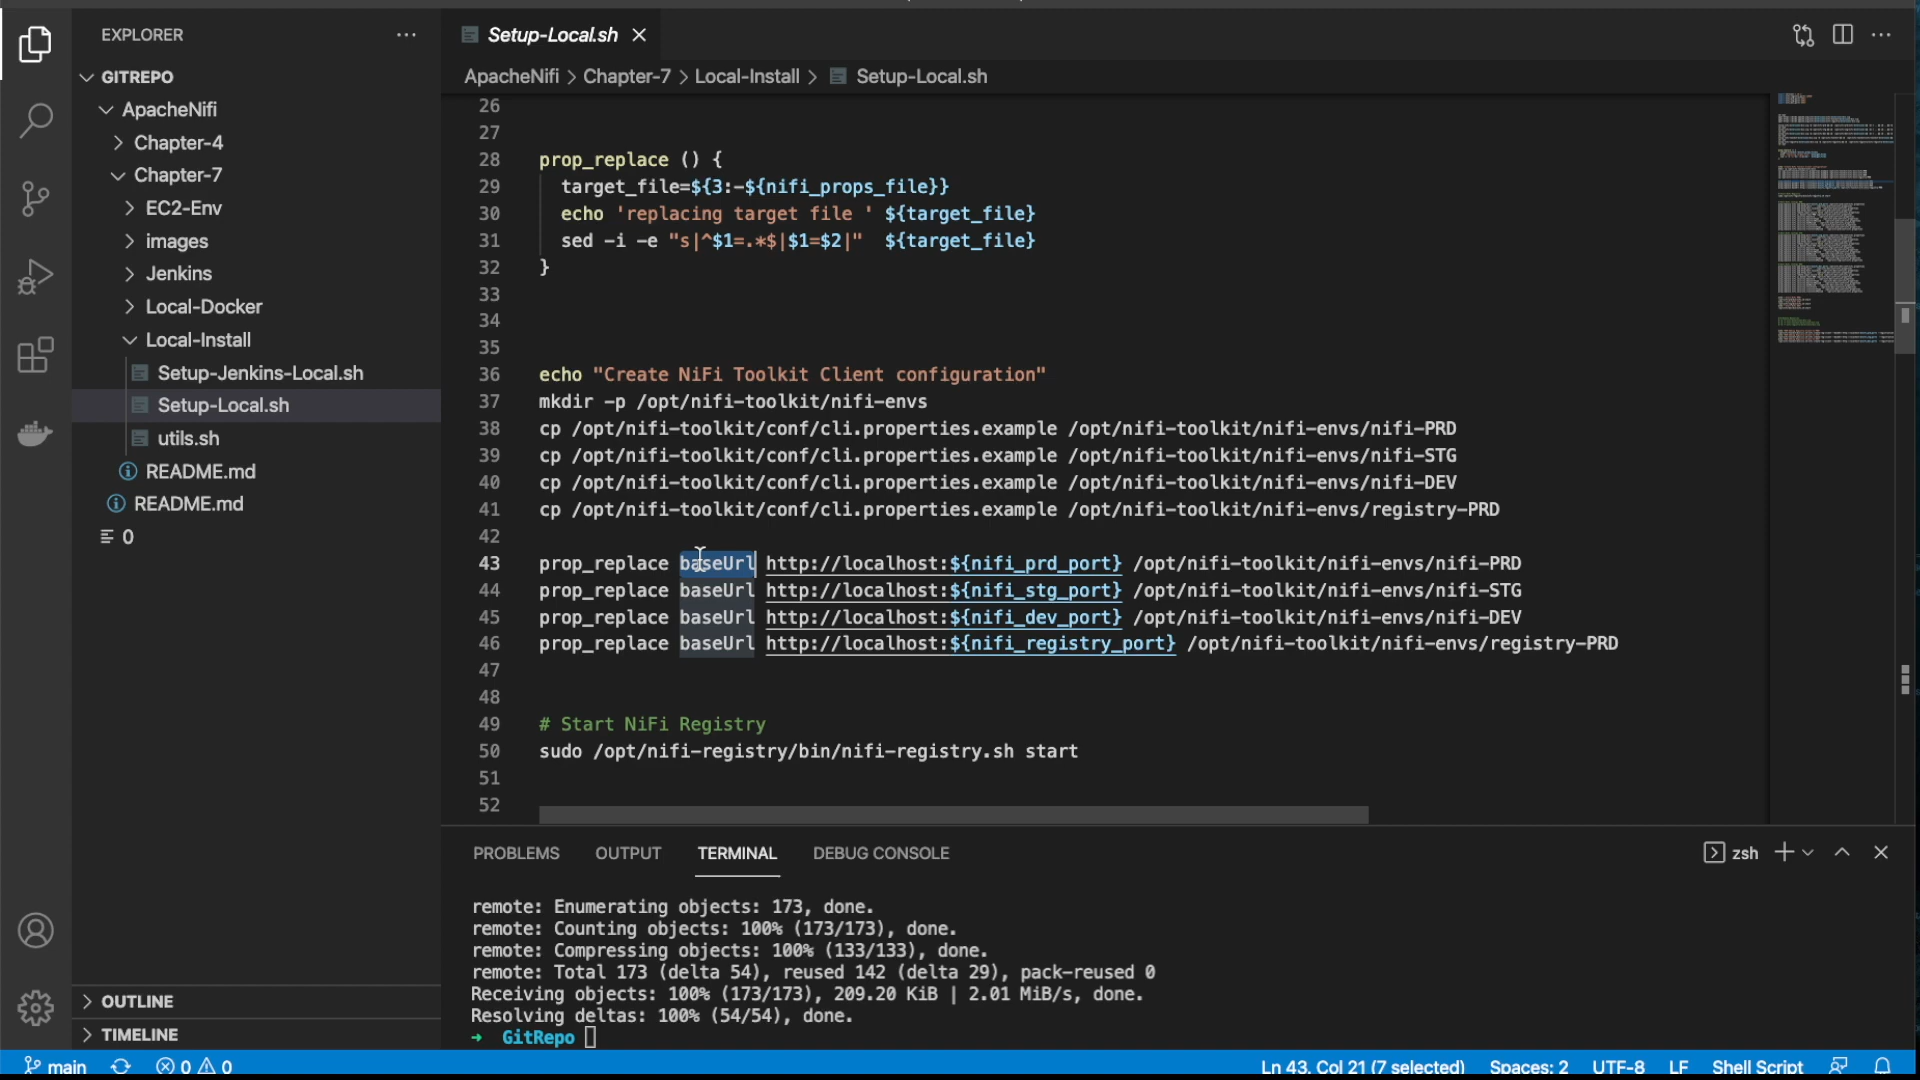 EXPLORER
GITREPO
ApacheNifi
Chapter-4
Chapter-7
EC2-Env
images
Jenkins
Local-Docker
Local-Install
Setup-Jenkins-Local.sh
Setup-Local.sh
utils.sh
README.md
README.md
0
OUTLINE
TIMELINE
Setup-Local.sh
ApacheNifi > Chapter-7 > Local-Install > Setup-Local.sh
26
27
28 prop_replace () {
29 target_file=${3:-${nifi_props_file}}
30 echo 'replacing target file ' ${target_file}
31 sed -i -e "s|^$1=.*$|$1=$2|" ${target_file}
32 }
33
34
35
36 echo "Create NiFi Toolkit Client configuration"
37 mkdir -p /opt/nifi-toolkit/nifi-envs
38 cp /opt/nifi-toolkit/conf/cli.properties.example /opt/nifi-toolkit/nifi-envs/nifi-PRD
39 cp /opt/nifi-toolkit/conf/cli.properties.example /opt/nifi-toolkit/nifi-envs/nifi-STG
40 cp /opt/nifi-toolkit/conf/cli.properties.example /opt/nifi-toolkit/nifi-envs/nifi-DEV
41 cp /opt/nifi-toolkit/conf/cli.properties.example /opt/nifi-toolkit/nifi-envs/registry-PRD
42
43 prop_replace baseUrl http://localhost:${nifi_prd_port} /opt/nifi-toolkit/nifi-envs/nifi-PRD
44 prop_replace baseUrl http://localhost:${nifi_stg_port} /opt/nifi-toolkit/nifi-envs/nifi-STG
45 prop_replace baseUrl http://localhost:${nifi_dev_port} /opt/nifi-toolkit/nifi-envs/nifi-DEV
46 prop_replace baseUrl http://localhost:${nifi_registry_port} /opt/nifi-toolkit/nifi-envs/registry-PRD
47
48
49 # Start NiFi Registry
50 sudo /opt/nifi-registry/bin/nifi-registry.sh start
51
52
PROBLEMS OUTPUT TERMINAL DEBUG CONSOLE zsh
remote: Enumerating objects: 173, done.
remote: Counting objects: 100% (173/173), done.
remote: Compressing objects: 100% (133/133), done.
remote: Total 173 (delta 54), reused 142 (delta 29), pack-reused 0
Receiving objects: 100% (173/173), 209.20 KiB | 2.01 MiB/s, done.
Resolving deltas: 100% (54/54), done.
→ GitRepo
main 0 0 Ln 43, Col 21 (7 selected) Spaces: 2 UTF-8 LF Shell Script